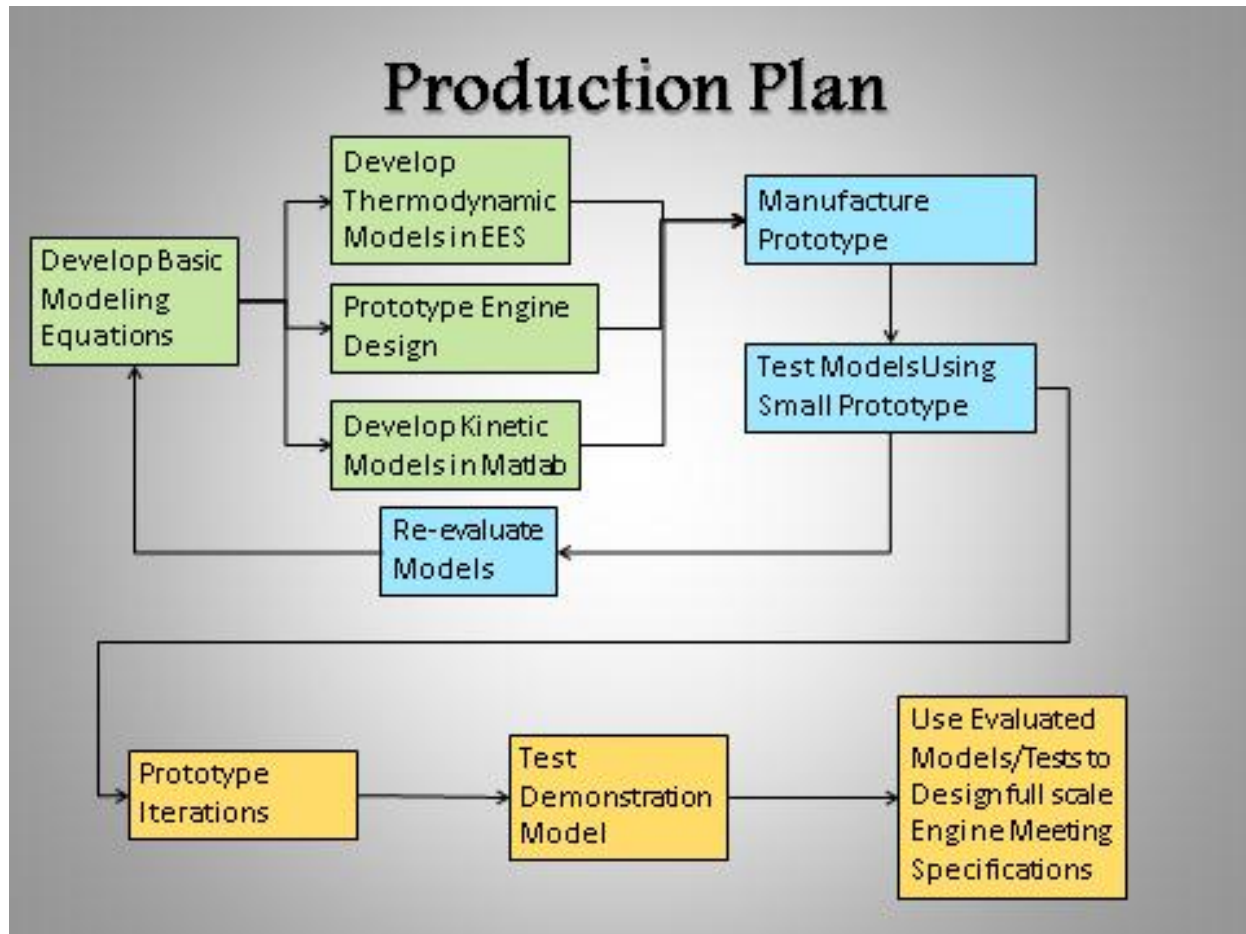 Production Plan
Develop
Thermodynamic
Models in EES
Manufacture
Prototype
Develop Basic
Modeling
Equations
Prototype Engine
Design
Test Models Using
Small Prototype
Develop Kinetic
Models in Matlab
Re-evaluate
Models
Prototype
Iterations
Test
Demonstration
Model
Use Evaluated
Models/Tests to
Design full scale
Engine Meeting
Specifications